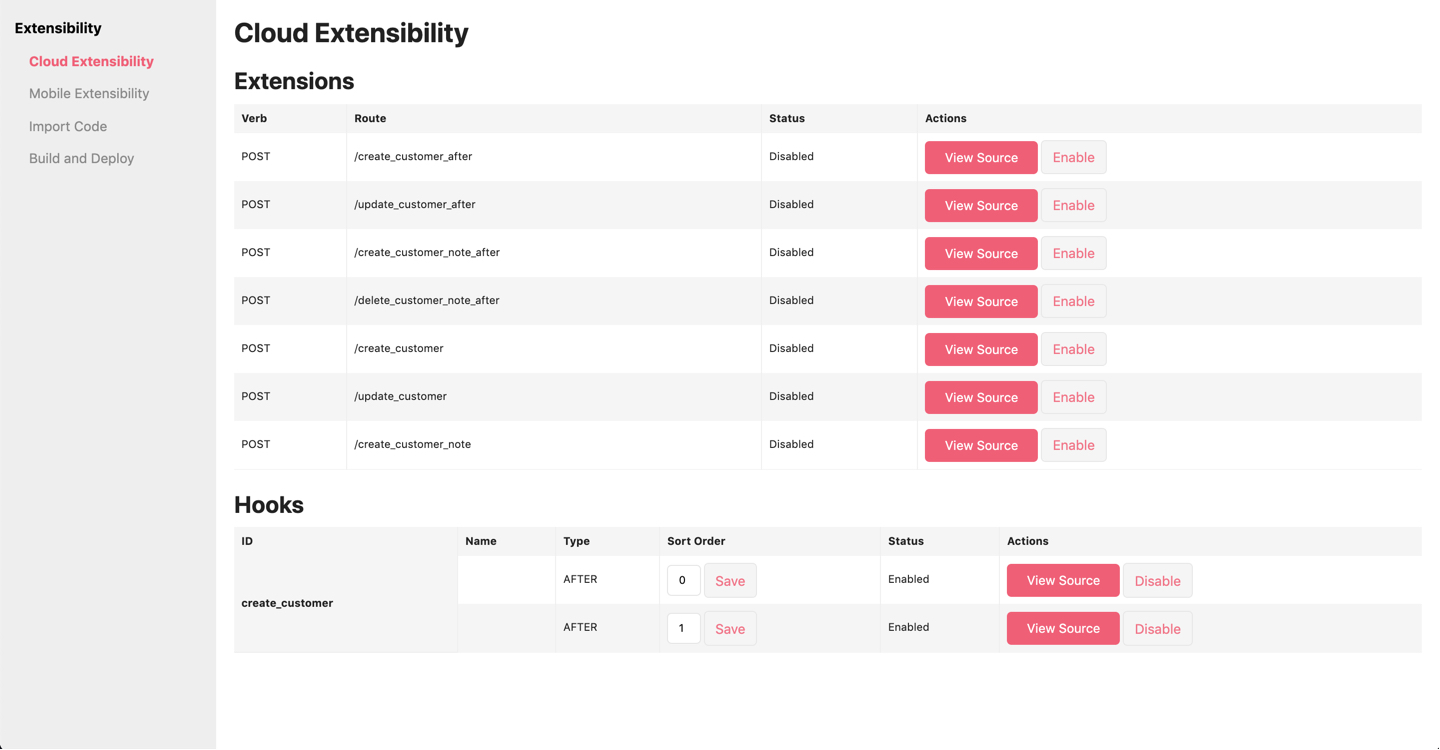 Extensibility
Cloud Extensibility
Mobile Extensibility
Import Code
Build and Deploy
Cloud Extensibility
Extensions
Verb Route Status Actions
POST /create_customer_after Disabled View Source Enable
POST /update_customer_after Disabled View Source Enable
POST /create_customer_note_after Disabled View Source Enable
POST /delete_customer_note_after Disabled View Source Enable
POST /create_customer Disabled View Source Enable
POST /update_customer Disabled View Source Enable
POST /create_customer_note Disabled View Source Enable
Hooks
ID Name Type Sort Order Status Actions
AFTER 0 Save Enabled View Source Disable
create_customer
AFTER 1 Save Enabled View Source Disable